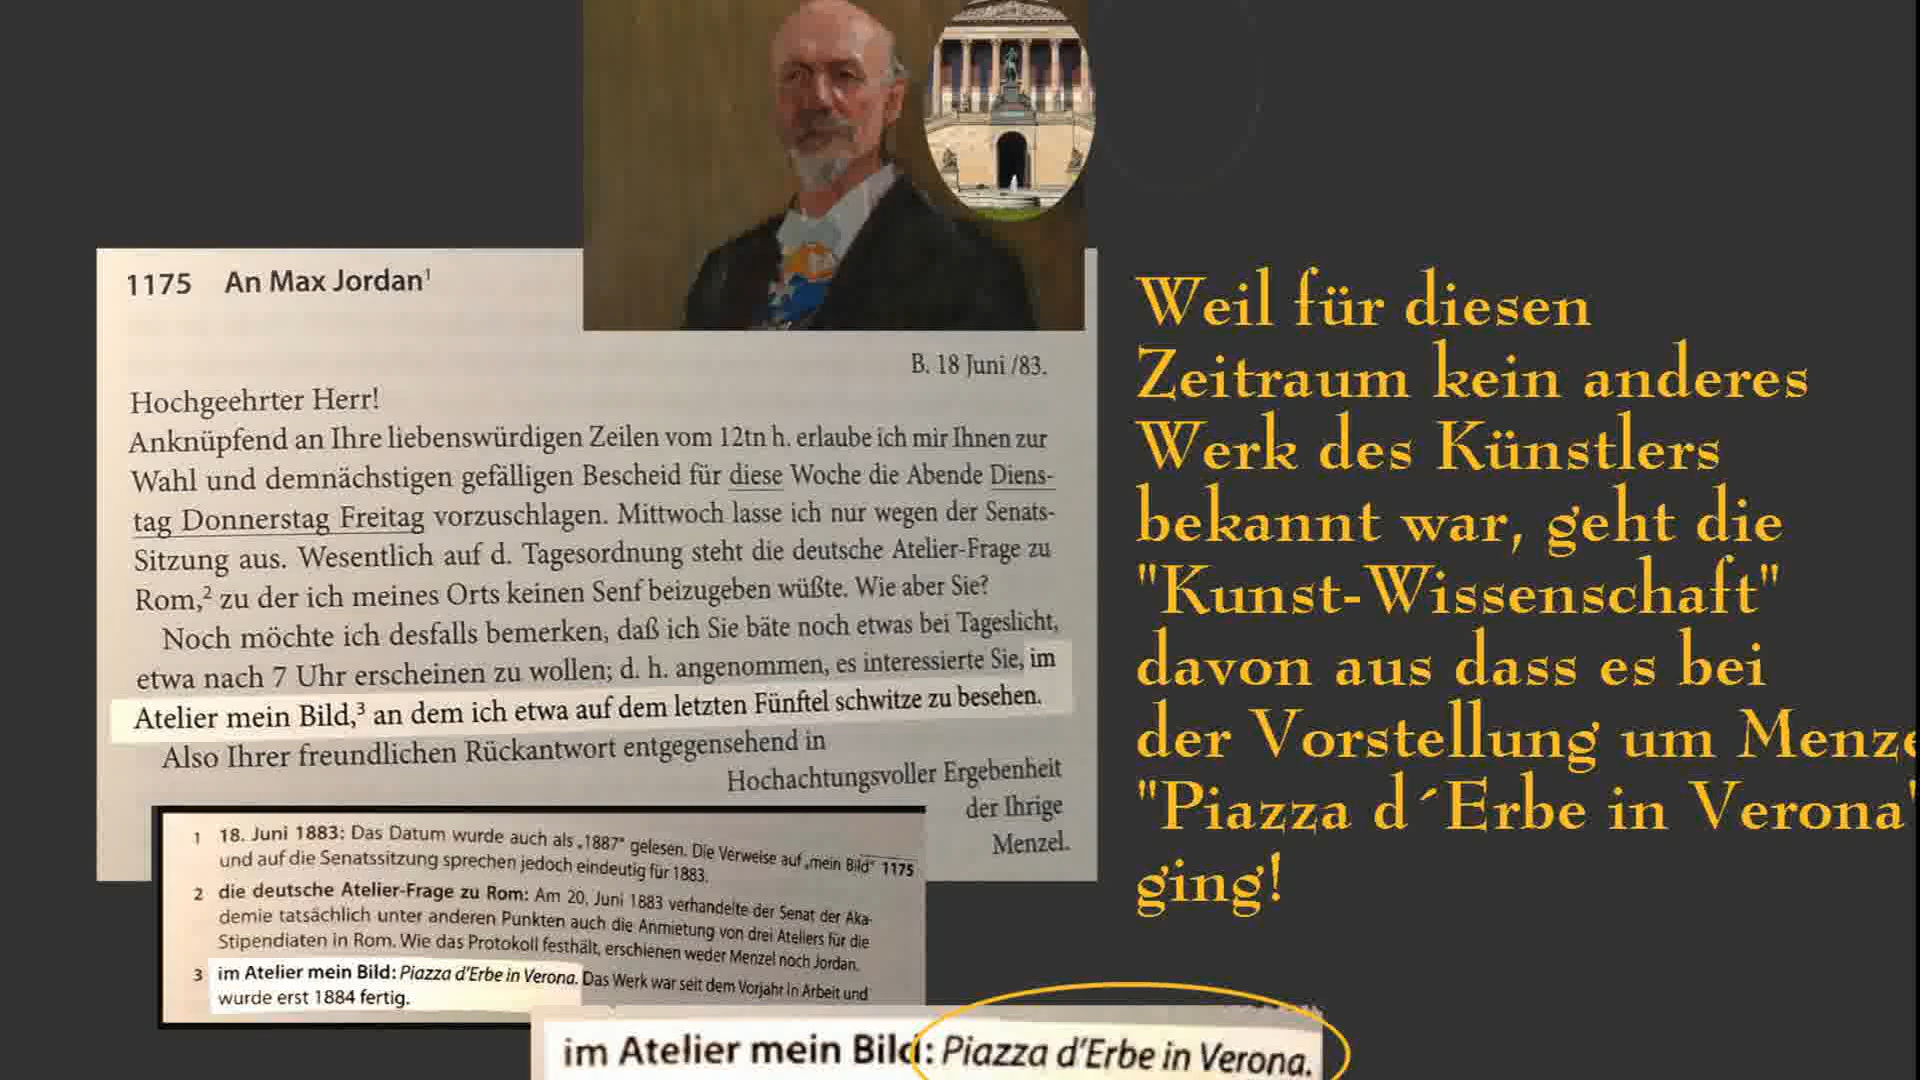 1175 An Max Jordan¹
B. 18 Juni /83.
Hochgeehrter Herr!
Anknüpfend an Ihre liebenswürdigen Zeilen vom 12tn h. erlaube ich mir Ihnen zur
Wahl und demnächstigen gefälligen Bescheid für diese Woche die Abende Diens-
tag Donnerstag Freitag vorzuschlagen. Mittwoch lasse ich nur wegen der Senats-
Sitzung aus. Wesentlich auf d. Tagesordnung steht die deutsche Atelier-Frage zu
Rom,² zu der ich meines Orts keinen Senf beizugeben wüßte. Wie aber Sie?
Noch möchte ich desfalls bemerken, daß ich Sie bäte noch etwas bei Tageslicht,
etwa nach 7 Uhr erscheinen zu wollen; d. h. angenommen, es interessierte Sie, im
Atelier mein Bild,³ an dem ich etwa auf dem letzten Fünftel schwitze zu besehen.
Also Ihrer freundlichen Rückantwort entgegensehend in
Hochachtungsvoller Ergebenheit
der Ihrige
Menzel.
1 18. Juni 1883: Das Datum wurde auch als „1887" gelesen. Die Verweise auf „mein Bild" 1175
und auf die Senatssitzung sprechen jedoch eindeutig für 1883.
2 die deutsche Atelier-Frage zu Rom: Am 20. Juni 1883 verhandelte der Senat der Aka-
demie tatsächlich unter anderen Punkten auch die Anmietung von drei Ateliers für die
Stipendiaten in Rom. Wie das Protokoll festhält, erschienen weder Menzel noch Jordan.
3 im Atelier mein Bild: Piazza d'Erbe in Verona. Das Werk war seit dem Vorjahr in Arbeit und
wurde erst 1884 fertig.
im Atelier mein Bild: Piazza d'Erbe in Verona.
Weil für diesen
Zeitraum kein anderes
Werk des Künstlers
bekannt war, geht die
"Kunst-Wissenschaft"
davon aus dass es bei
der Vorstellung um Menze
"Piazza d´Erbe in Verona"
ging!